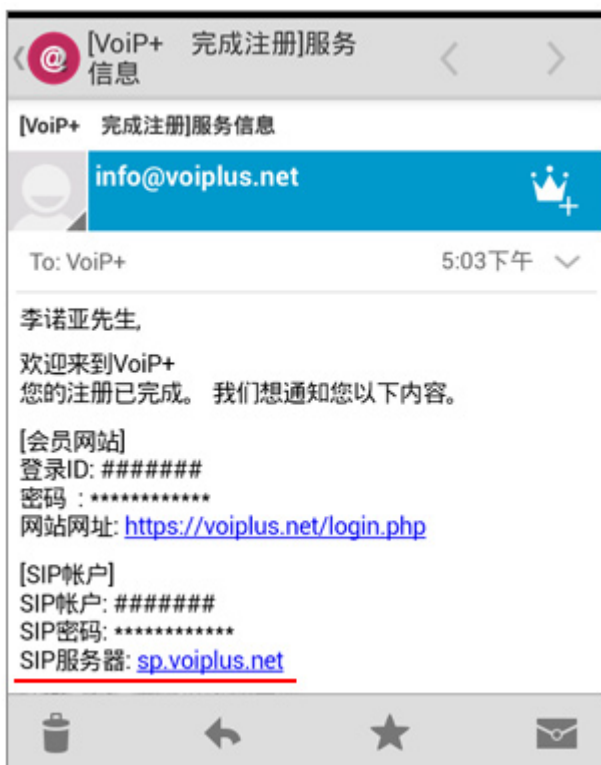 [VoiP+ 完成注册]服务
信息
[VoiP+ 完成注册]服务信息
info@voiplus.net
To: VoiP+ 5:03下午
李诺亚先生,
欢迎来到VoiP+
您的注册已完成。 我们想通知您以下内容。
[会员网站]
登录ID: #######
密码 : ************
网站网址: https://voiplus.net/login.php
[SIP帐户]
SIP帐户: #######
SIP密码: ************
SIP服务器: sp.voiplus.net